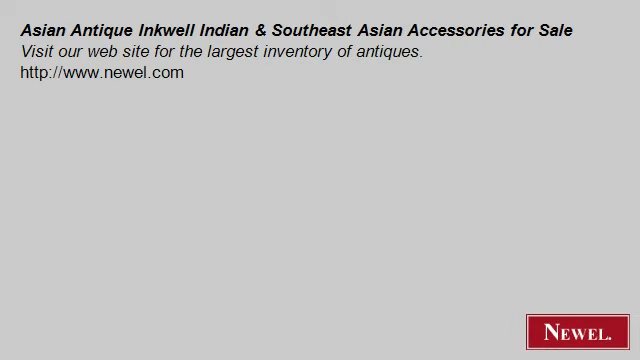 Asian Antique Inkwell Indian & Southeast Asian Accessories for Sale
Visit our web site for the largest inventory of antiques.
http://www.newel.com
NEWEL.